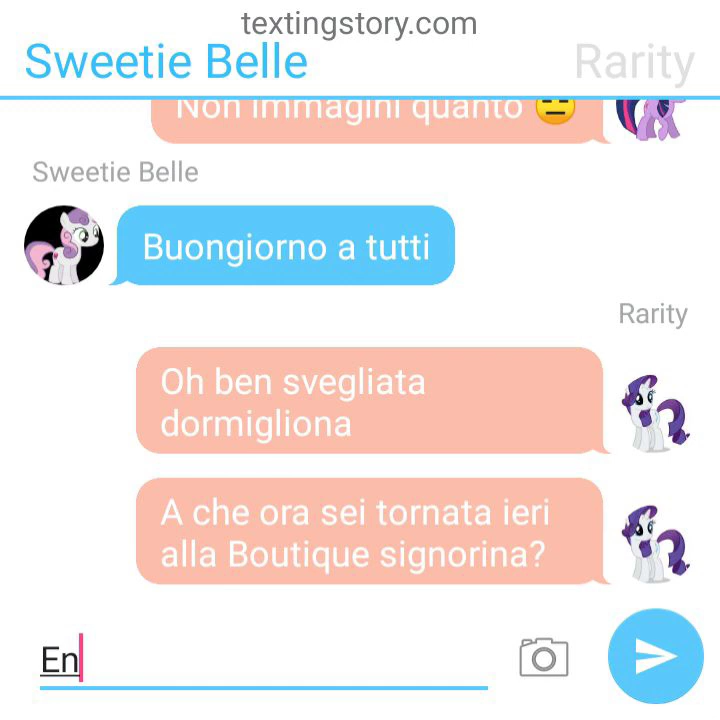 textingstory.com
Sweetie Belle
Rarity
Non immagini quanto
Sweetie Belle
Buongiorno a tutti
Rarity
Oh ben svegliata
dormigliona
A che ora sei tornata ieri
alla Boutique signorina?
En